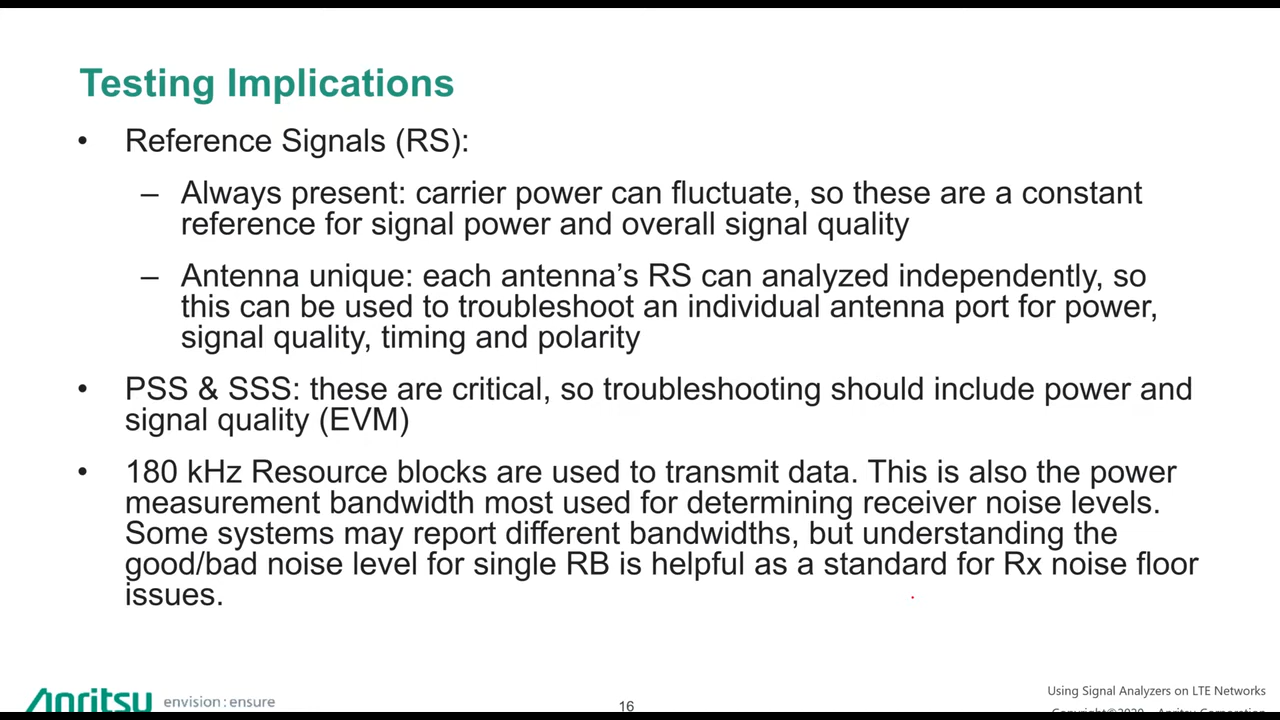 Testing Implications
• Reference Signals (RS):
– Always present: carrier power can fluctuate, so these are a constant
reference for signal power and overall signal quality
– Antenna unique: each antenna’s RS can analyzed independently, so
this can be used to troubleshoot an individual antenna port for power,
signal quality, timing and polarity
• PSS & SSS: these are critical, so troubleshooting should include power and
signal quality (EVM)
• 180 kHz Resource blocks are used to transmit data. This is also the power
measurement bandwidth most used for determining receiver noise levels.
Some systems may report different bandwidths, but understanding the
good/bad noise level for single RB is helpful as a standard for Rx noise floor
issues.
Anritsu envision : ensure
16
Using Signal Analyzers on LTE Networks
Copyright©2020 Anritsu Corporation